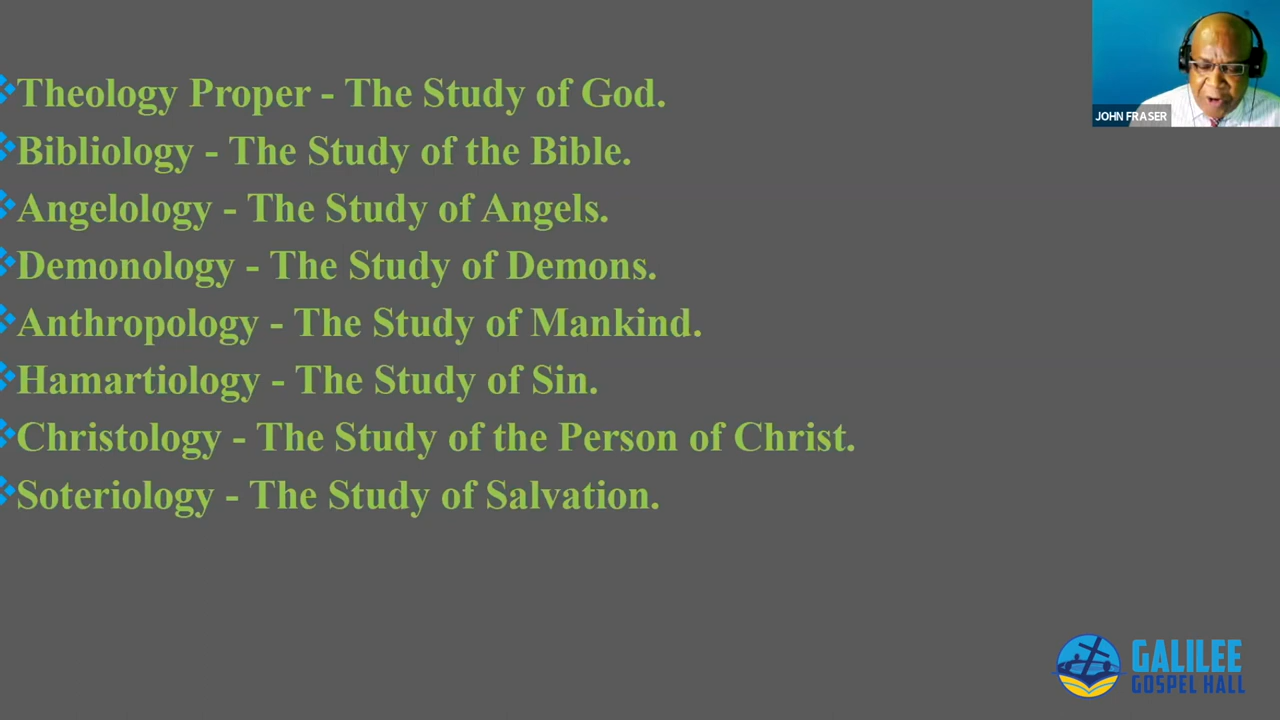 Theology Proper - The Study of God.
Bibliology - The Study of the Bible.
Angelology - The Study of Angels.
Demonology - The Study of Demons.
Anthropology - The Study of Mankind.
Hamartiology - The Study of Sin.
Christology - The Study of the Person of Christ.
Soteriology - The Study of Salvation.
JOHN FRASER
GALILEE
GOSPEL HALL